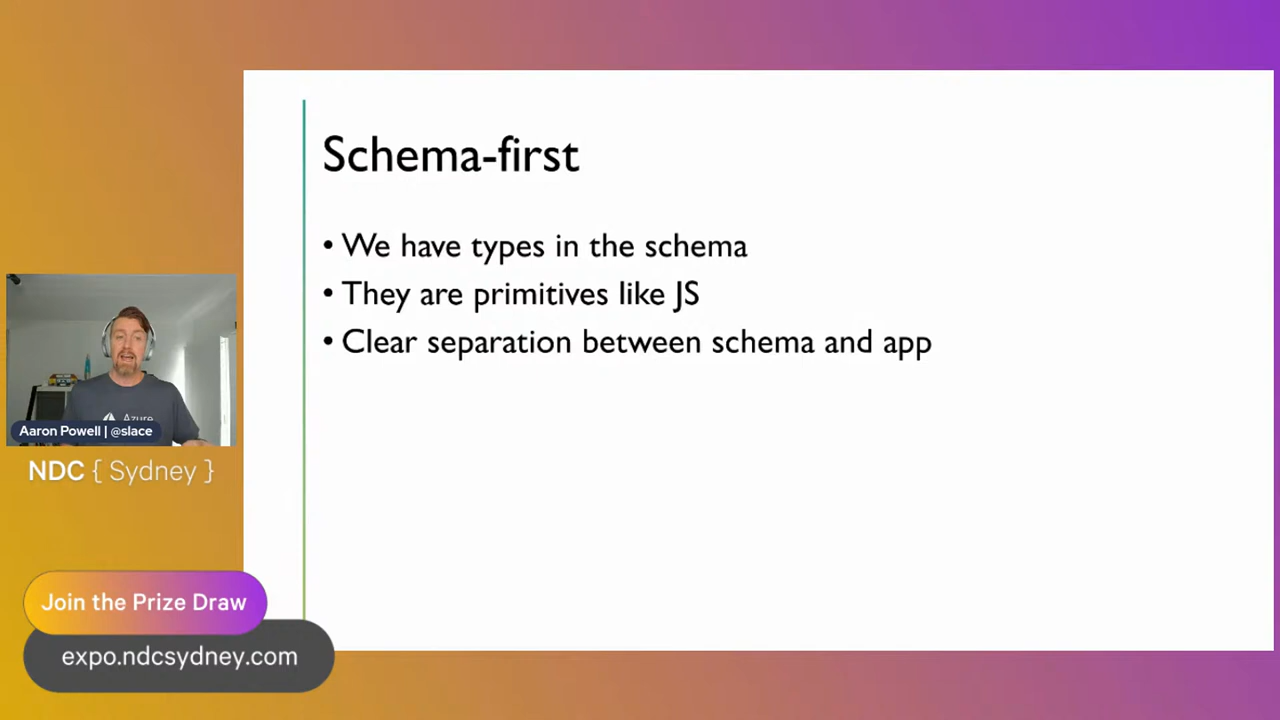 Schema-first
• We have types in the schema
• They are primitives like JS
• Clear separation between schema and app
Azure
Aaron Powell | @slace
NDC { Sydney }
Join the Prize Draw
expo.ndcsydney.com